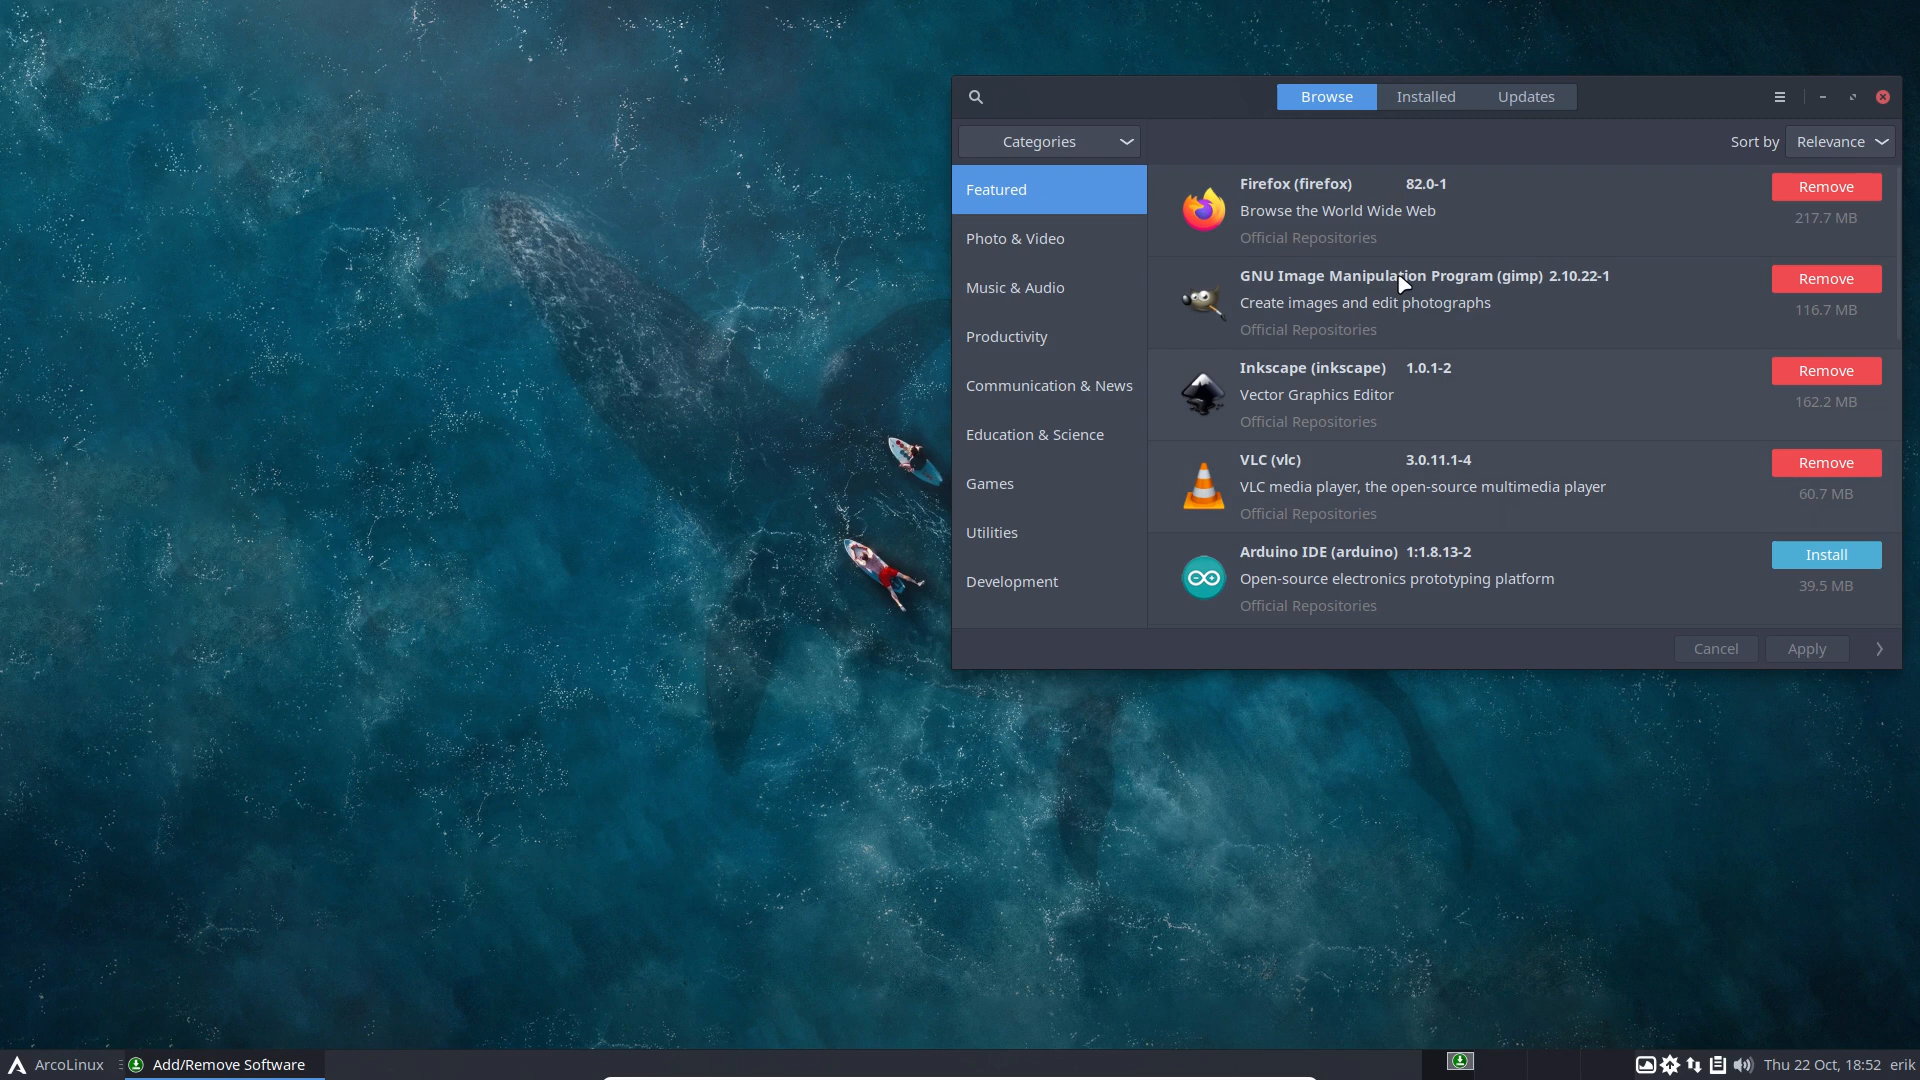 Browse
Installed
Updates
Categories
Sort by
Relevance
Featured
Photo & Video
Music & Audio
Productivity
Communication & News
Education & Science
Games
Utilities
Development
Firefox (firefox) 82.0-1
Remove
Browse the World Wide Web
217.7 MB
Official Repositories
GNU Image Manipulation Program (gimp) 2.10.22-1
Remove
Create images and edit photographs
116.7 MB
Official Repositories
Inkscape (inkscape) 1.0.1-2
Remove
Vector Graphics Editor
162.2 MB
Official Repositories
VLC (vlc) 3.0.11.1-4
Remove
VLC media player, the open-source multimedia player
60.7 MB
Official Repositories
Arduino IDE (arduino) 1:1.8.13-2
Install
Open-source electronics prototyping platform
39.5 MB
Official Repositories
Cancel
Apply
ArcoLinux
Add/Remove Software
Thu 22 Oct, 18:52
erik